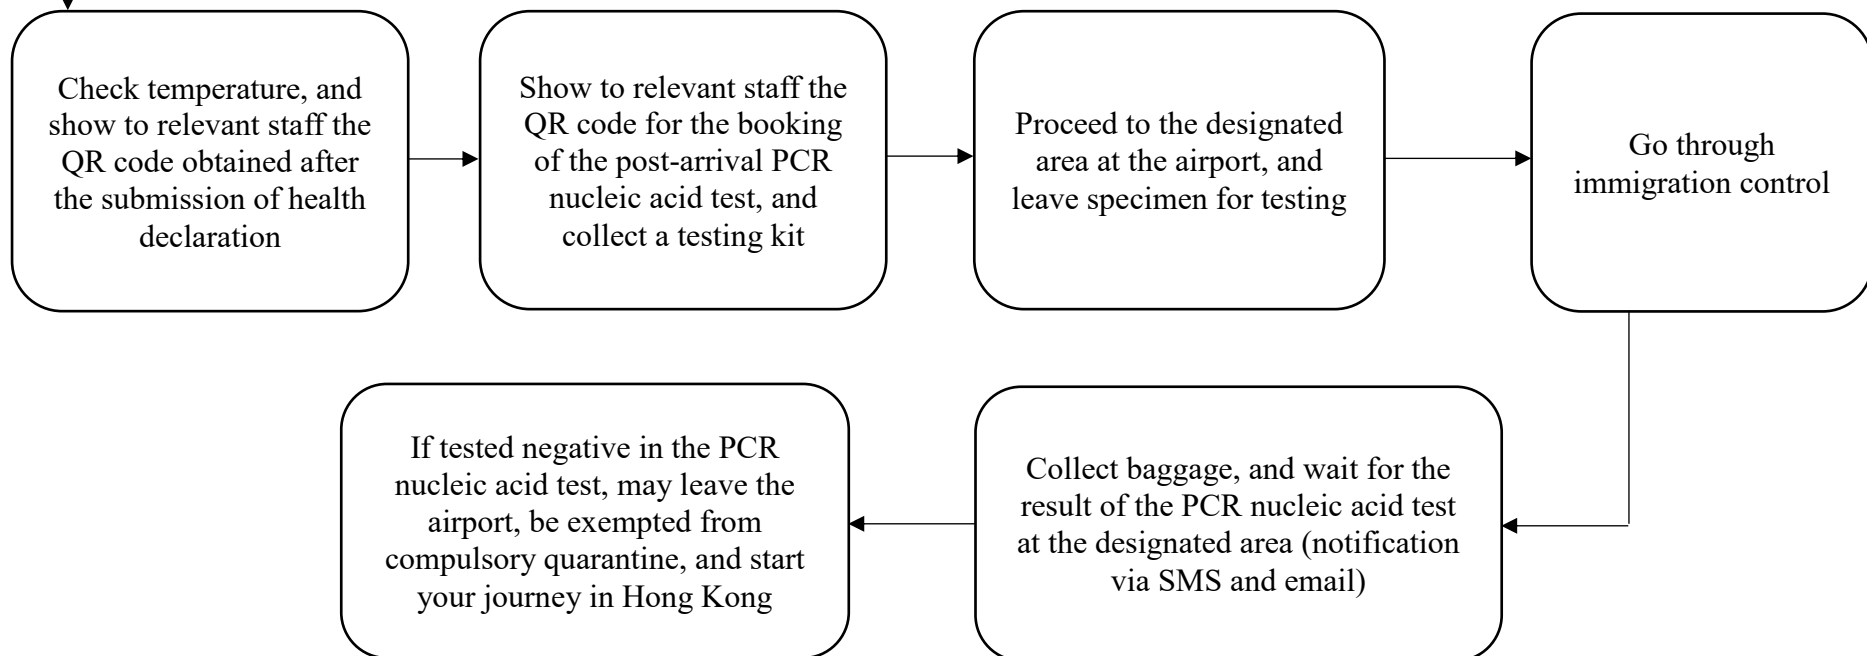 Check temperature, and
show to relevant staff the
QR code obtained after
the submission of health
declaration
Show to relevant staff the
QR code for the booking
of the post-arrival PCR
nucleic acid test, and
collect a testing kit
Proceed to the designated
area at the airport, and
leave specimen for testing
Go through
immigration control
Collect baggage, and wait for the
result of the PCR nucleic acid test
at the designated area (notification
via SMS and email)
If tested negative in the PCR
nucleic acid test, may leave the
airport, be exempted from
compulsory quarantine, and start
your journey in Hong Kong